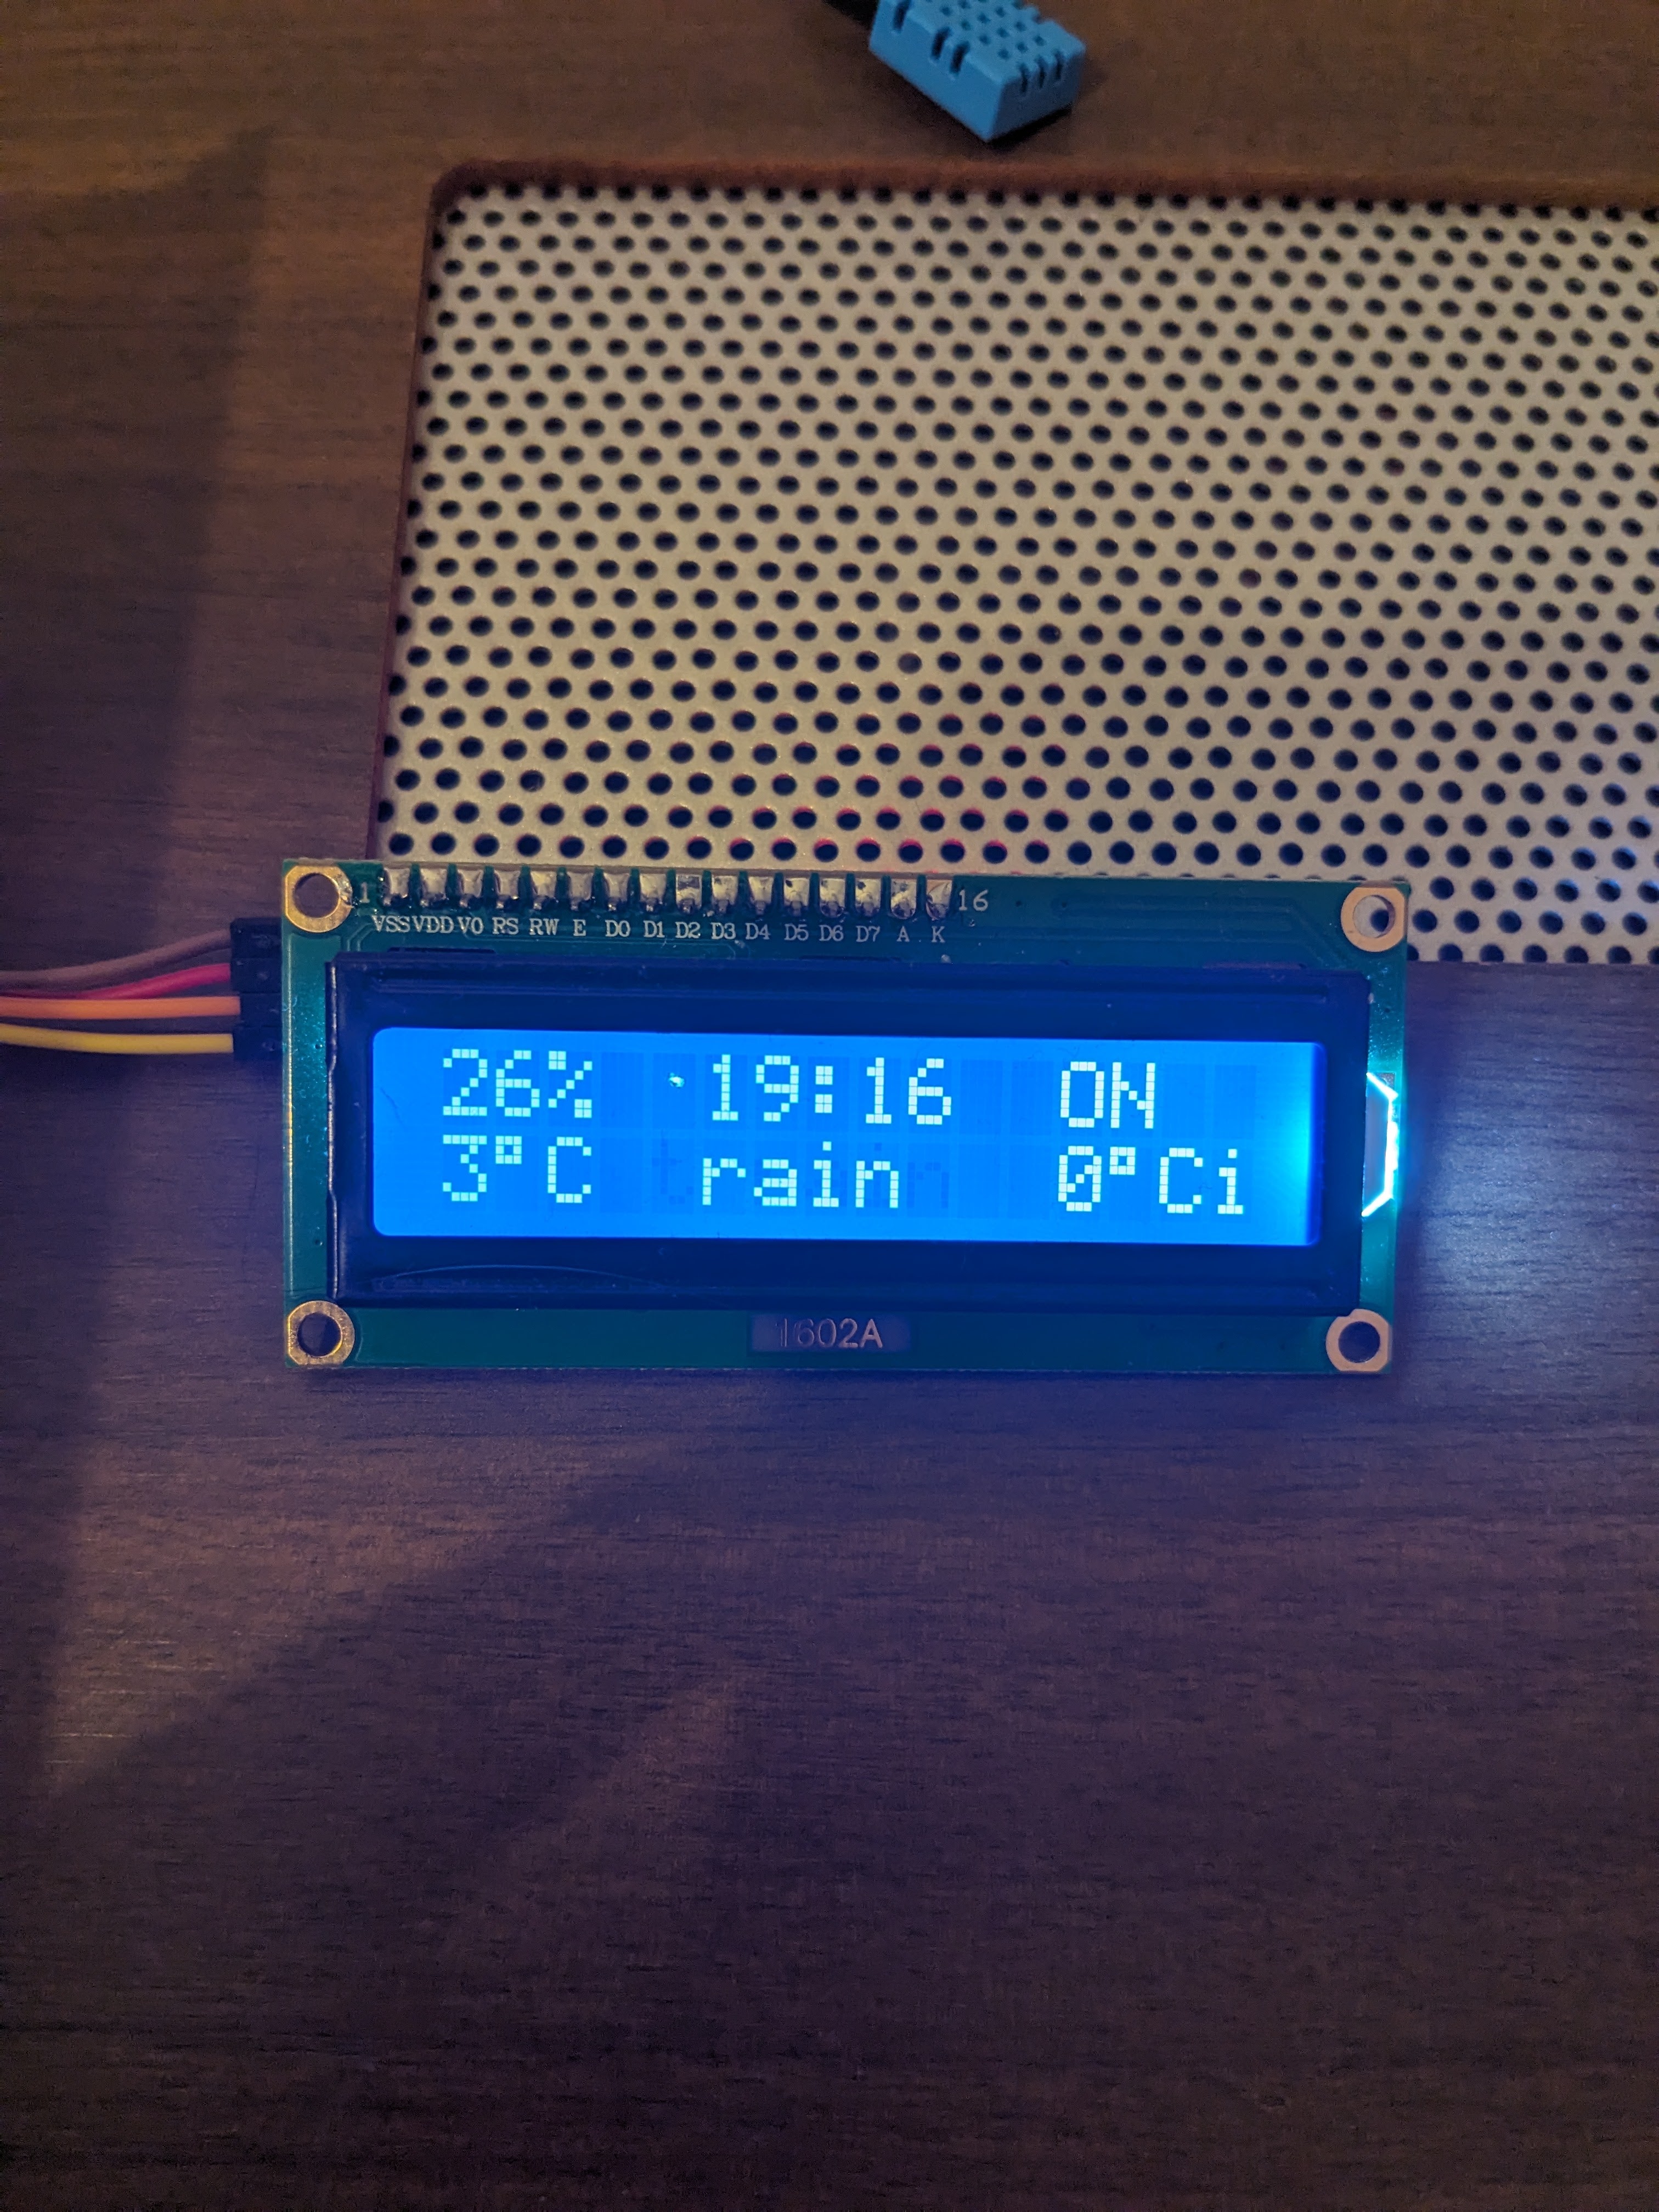 1 16
VSS VDD V0 RS RW E D0 D1 D2 D3 D4 D5 D6 D7 A K
26% 19:16 ON
3°C rain 0°Ci
1602A